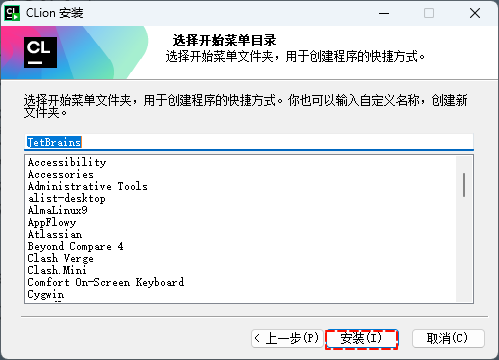 CLion 安装
CL
选择开始菜单目录
选择开始菜单文件夹，用于创建程序的快捷方式。
选择开始菜单文件夹，用于创建程序的快捷方式。你也可以输入自定义名称，创建新
文件夹。
JetBrains
Accessibility
Accessories
Administrative Tools
alist-desktop
AlmaLinux9
AppFlowy
Atlassian
Beyond Compare 4
Clash Verge
Clash.Mini
Comfort On-Screen Keyboard
Cygwin
< 上一步(P) 安装(I) 取消(C)